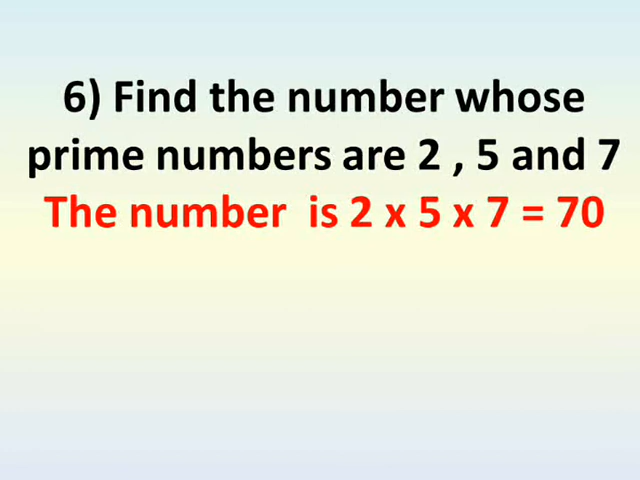 6) Find the number whose
prime numbers are 2 , 5 and 7
The number is 2 x 5 x 7 = 70